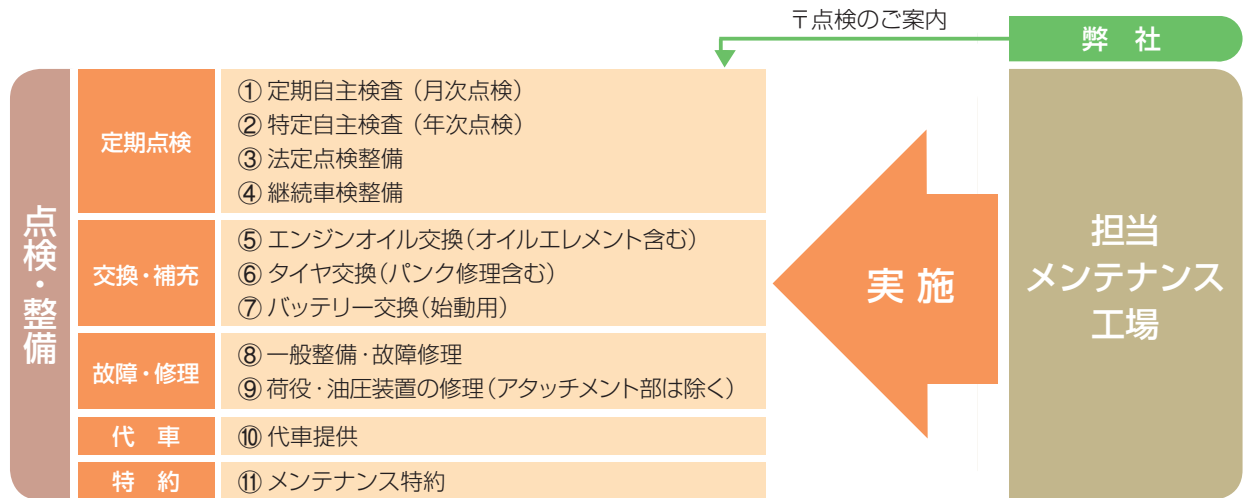 〒点検のご案内
弊 社
点検・整備
定期点検
① 定期自主検査（月次点検）
② 特定自主検査（年次点検）
③ 法定点検整備
④ 継続車検整備
交換・補充
⑤ エンジンオイル交換（オイルエレメント含む）
⑥ タイヤ交換（パンク修理含む）
⑦ バッテリー交換（始動用）
故障・修理
⑧ 一般整備・故障修理
⑨ 荷役・油圧装置の修理（アタッチメント部は除く）
代 車
⑩ 代車提供
特 約
⑪ メンテナンス特約
実 施
担当
メンテナンス
工場